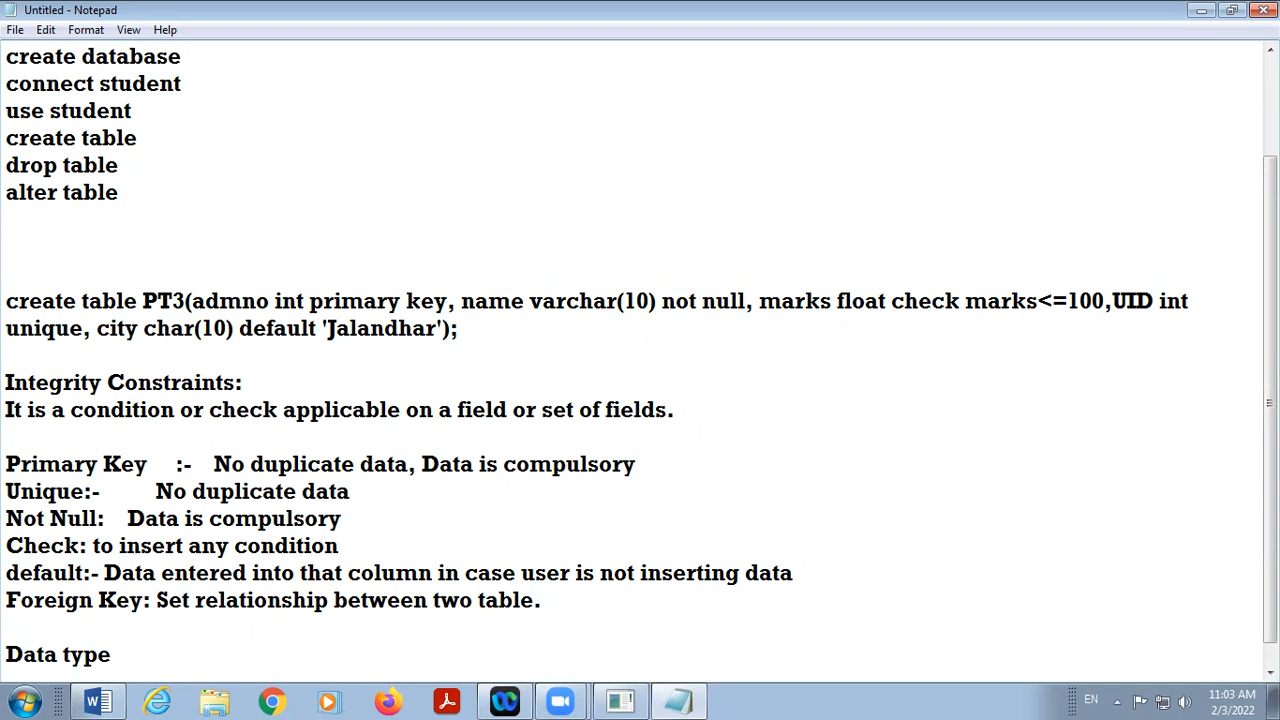 Untitled - Notepad
File Edit Format View Help
create database
connect student
use student
create table
drop table
alter table
create table PT3(admno int primary key, name varchar(10) not null, marks float check marks<=100,UID int
unique, city char(10) default 'Jalandhar');
Integrity Constraints:
It is a condition or check applicable on a field or set of fields.
Primary Key :- No duplicate data, Data is compulsory
Unique:- No duplicate data
Not Null: Data is compulsory
Check: to insert any condition
default:- Data entered into that column in case user is not inserting data
Foreign Key: Set relationship between two table.
Data type
EN
11:03 AM
2/3/2022